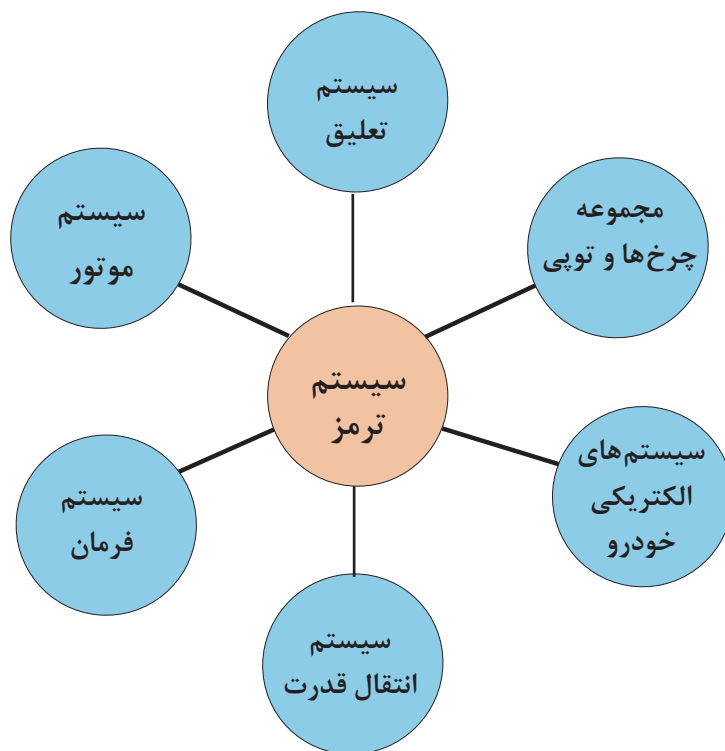 سیستم
تعلیق
مجموعه
چرخ‌ها و توپی
سیستم
موتور
سیستم
ترمز
سیستم‌های
الکتریکی
خودرو
سیستم
فرمان
سیستم
انتقال قدرت